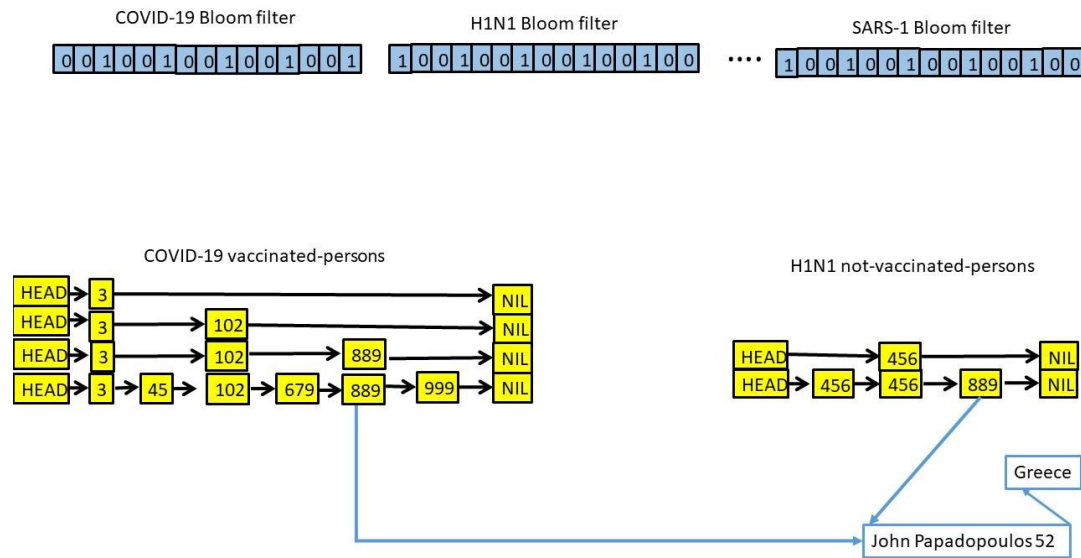 COVID-19 Bloom filter H1N1 Bloom filter SARS-1 Bloom filter
0 0 1 0 0 1 0 0 1 0 0 1 0 0 1 1 0 0 1 0 0 1 0 0 1 0 0 1 0 0 .... 1 0 0 1 0 0 1 0 0 1 0 0 1 0 0
COVID-19 vaccinated-persons
HEAD 3 NIL
HEAD 3 102 NIL
HEAD 3 102 889 NIL
HEAD 3 45 102 679 889 999 NIL
H1N1 not-vaccinated-persons
HEAD 456 NIL
HEAD 456 456 889 NIL
Greece
John Papadopoulos 52